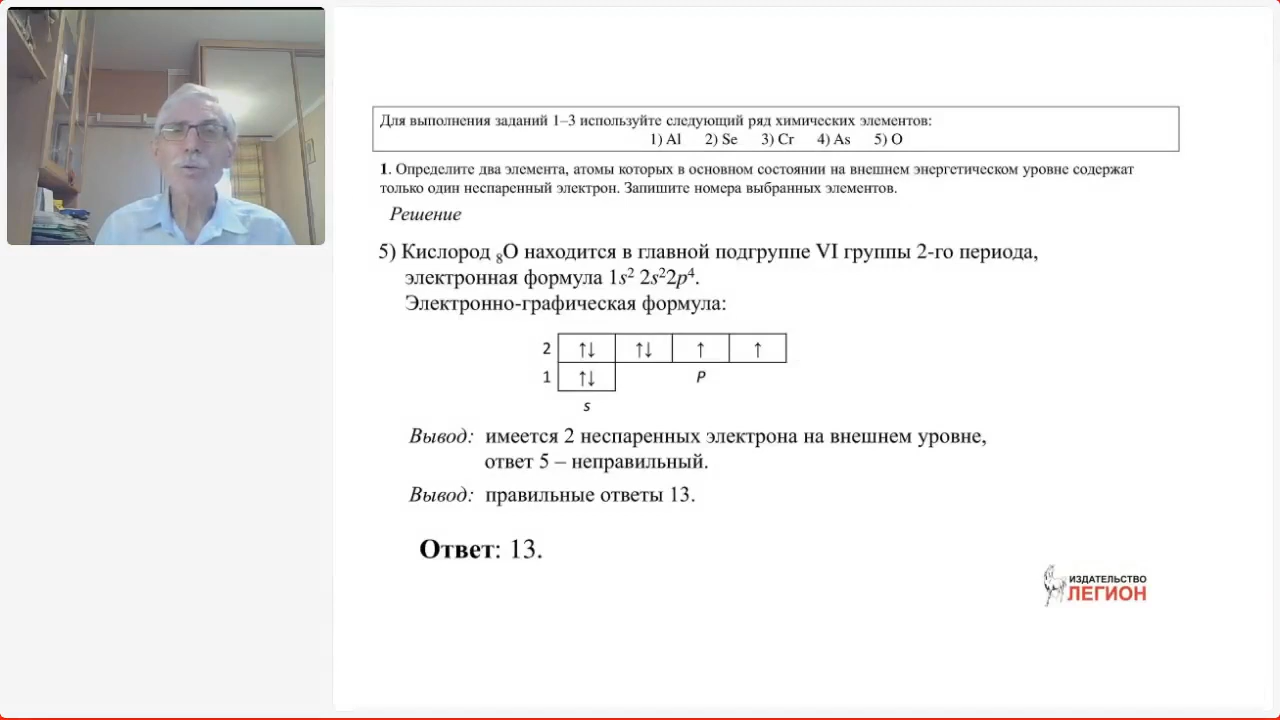 Для выполнения заданий 1–3 используйте следующий ряд химических элементов:
1) Al 2) Se 3) Cr 4) As 5) O
1. Определите два элемента, атомы которых в основном состоянии на внешнем энергетическом уровне содержат
только один неспаренный электрон. Запишите номера выбранных элементов.
Решение
5) Кислород ₈O находится в главной подгруппе VI группы 2-го периода,
электронная формула 1s² 2s²2p⁴.
Электронно-графическая формула:
2 ↑↓ ↑↓ ↑ ↑
1 ↑↓ p
s
Вывод: имеется 2 неспаренных электрона на внешнем уровне,
ответ 5 – неправильный.
Вывод: правильные ответы 13.
Ответ: 13.
ИЗДАТЕЛЬСТВО
ЛЕГИОН